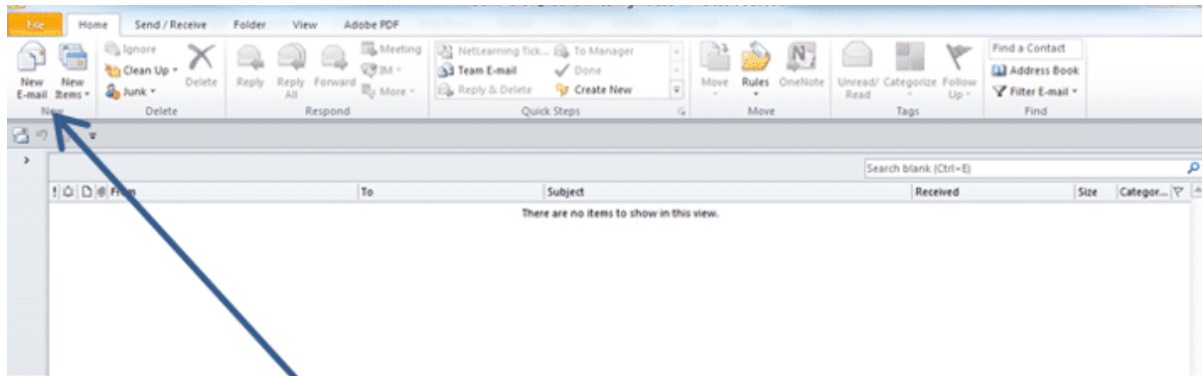 File Home Send / Receive Folder View Adobe PDF
Ignore Meeting NetLearning Tick... To Manager Find a Contact
Clean Up IM Team E-mail Done Address Book
New E-mail New Items Junk Delete Reply Reply All Forward More Reply & Delete Create New Move Rules OneNote Unread/ Read Categorize Follow Up Filter E-mail
New Delete Respond Quick Steps Move Tags Find
Search blank (Ctrl+E)
! From To Subject Received Size Categor...
There are no items to show in this view.